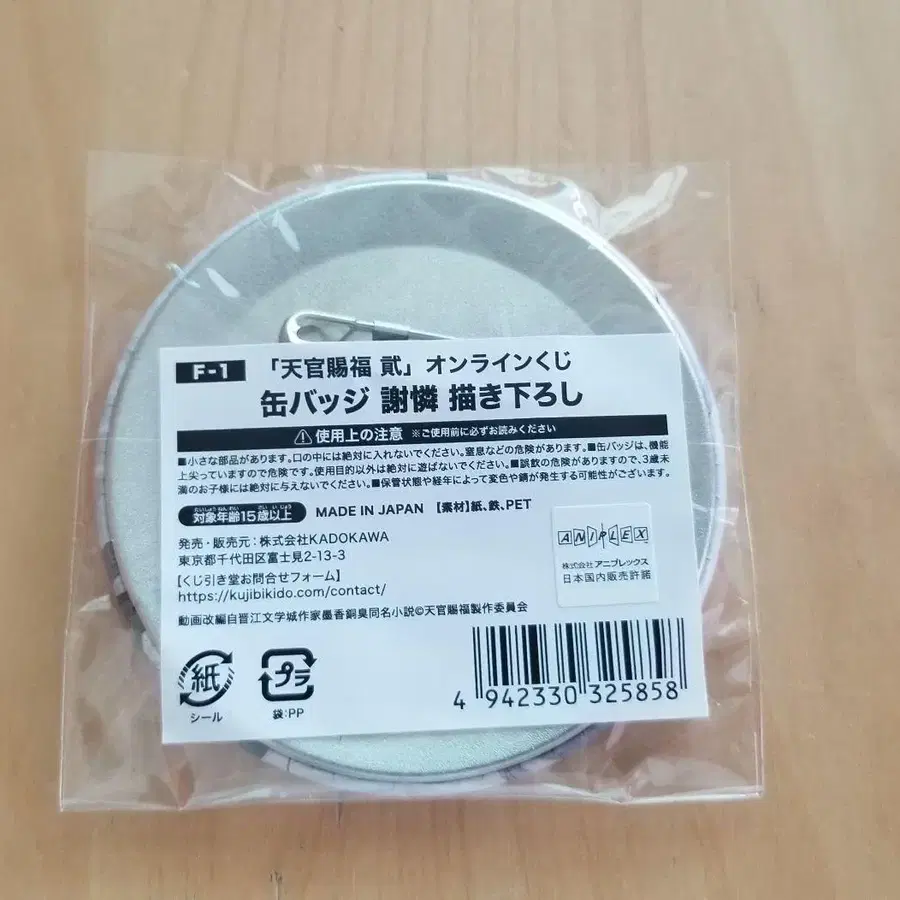 F-1 「天官賜福 貳」オンラインくじ
缶バッジ 謝憐 描き下ろし
⚠使用上の注意 ※ご使用前に必ずお読みください
■小さな部品があります。口の中には絶対に入れないでください。窒息などの危険があります。■缶バッジは、機能
上尖っていますので危険です。使用目的以外は絶対に遊ばないでください。■誤飲の危険がありますので、3歳未
満のお子様には絶対に与えないでください。■保管状態や経年によって変色や錆が発生する可能性がございます。
たいしょうねんれい さい いじょう
対象年齢15歳以上 MADE IN JAPAN 【素材】紙、鉄、PET
発売・販売元：株式会社KADOKAWA
東京都千代田区富士見2-13-3
【くじ引き堂お問合せフォーム】
https://kujibikido.com/contact/
ANIPLEX
株式会社 アニプレックス
日本国内販売許諾
動画改編自晋江文学城作家墨香銅臭同名小説©天官賜福製作委員会
紙
シール
プラ
袋:PP
4 942330 325858